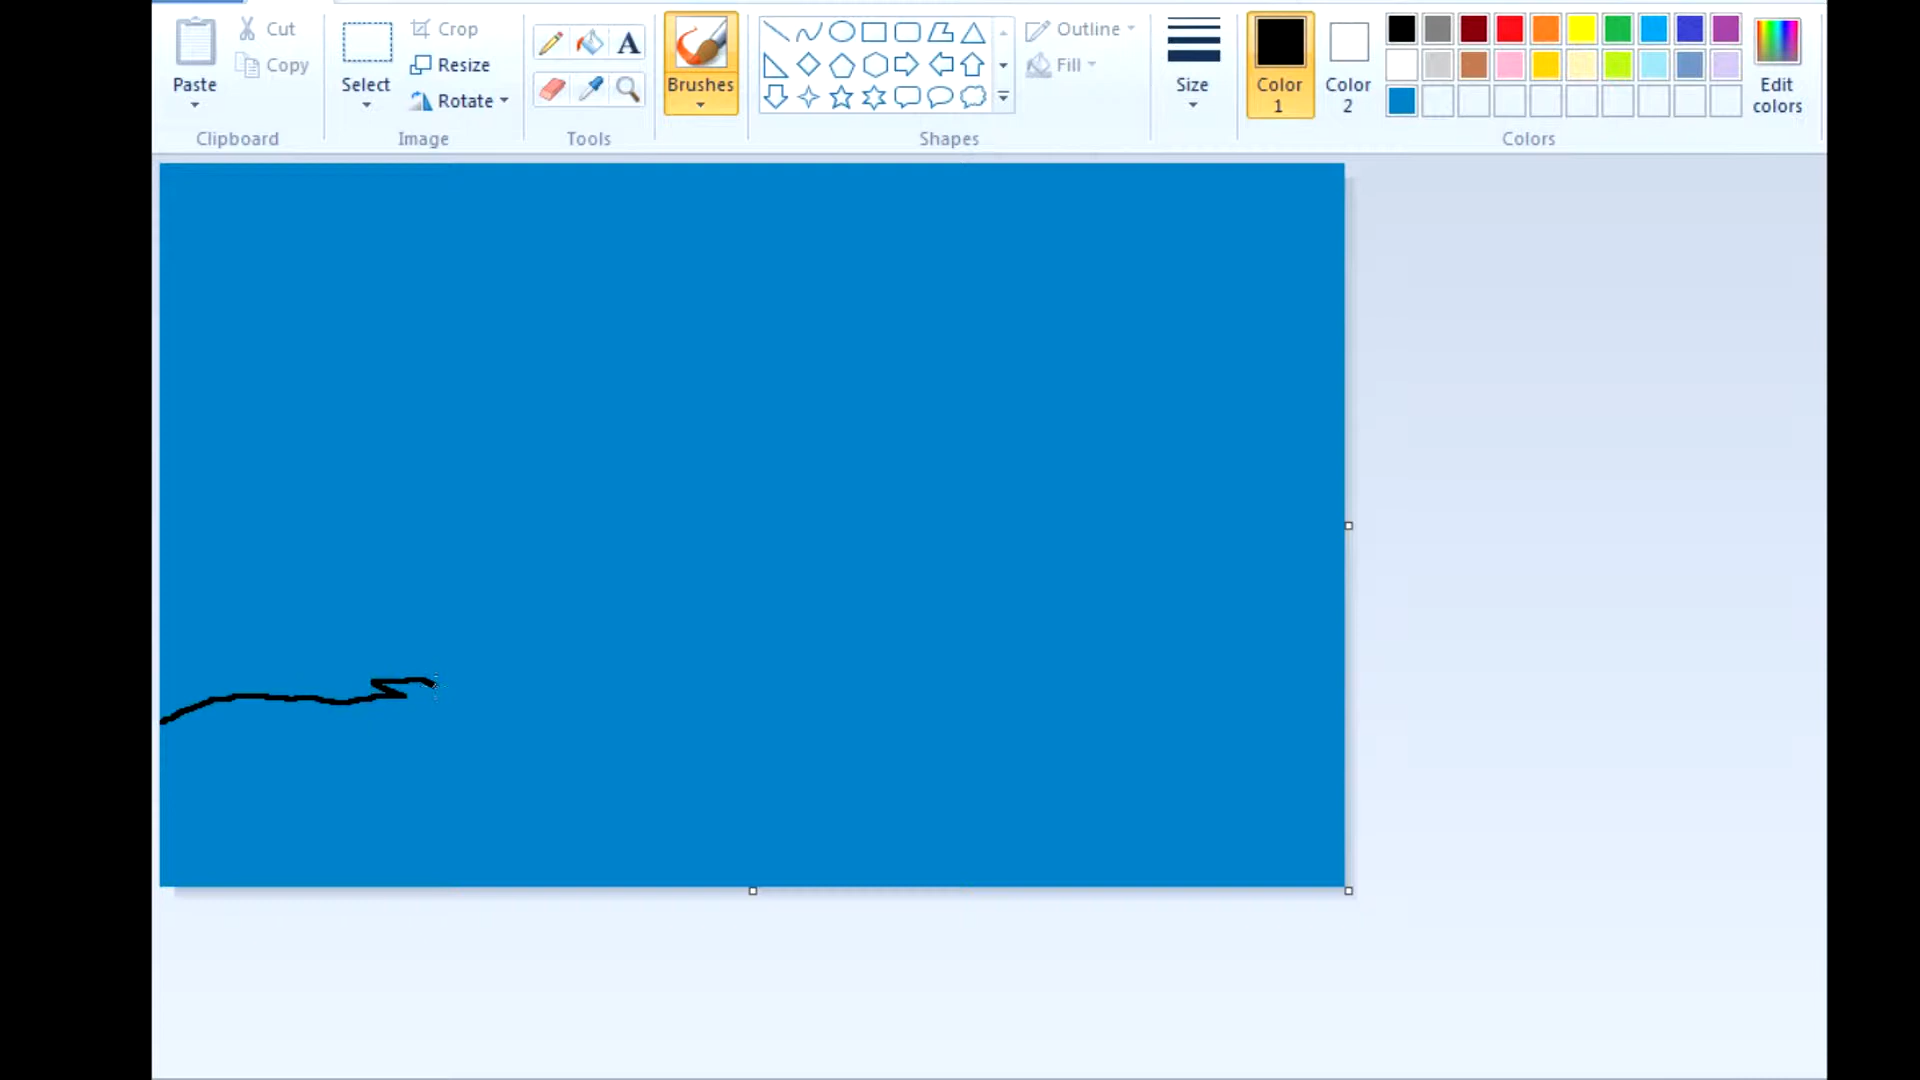 Paste
Cut
Copy
Clipboard
Select
Crop
Resize
Rotate
Image
A
Tools
Brushes
Shapes
Outline
Fill
Size
Color 1
Color 2
Edit colors
Colors